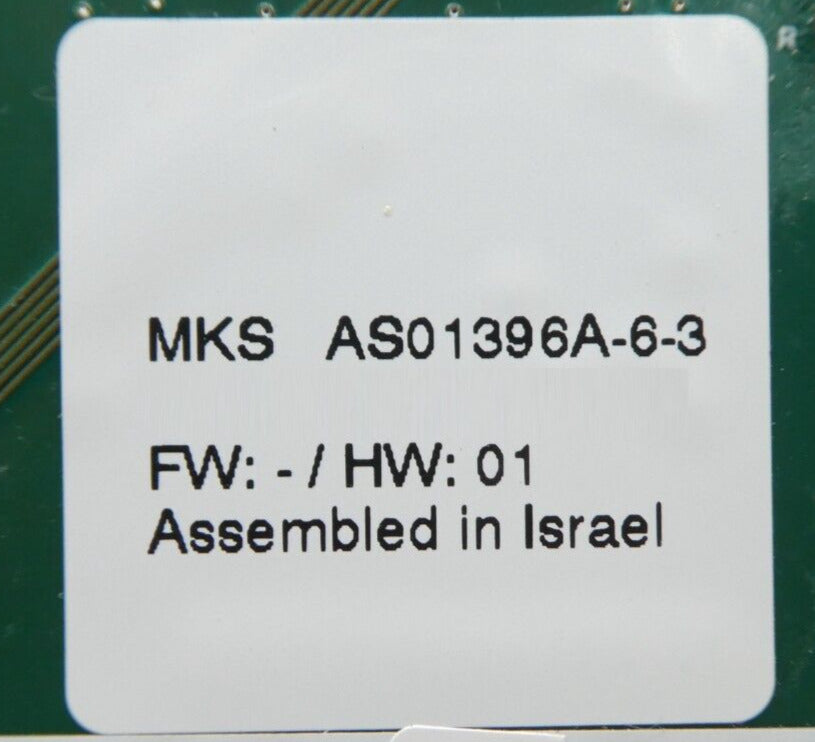 R
MKS AS01396A-6-3
FW: - / HW: 01
Assembled in Israel